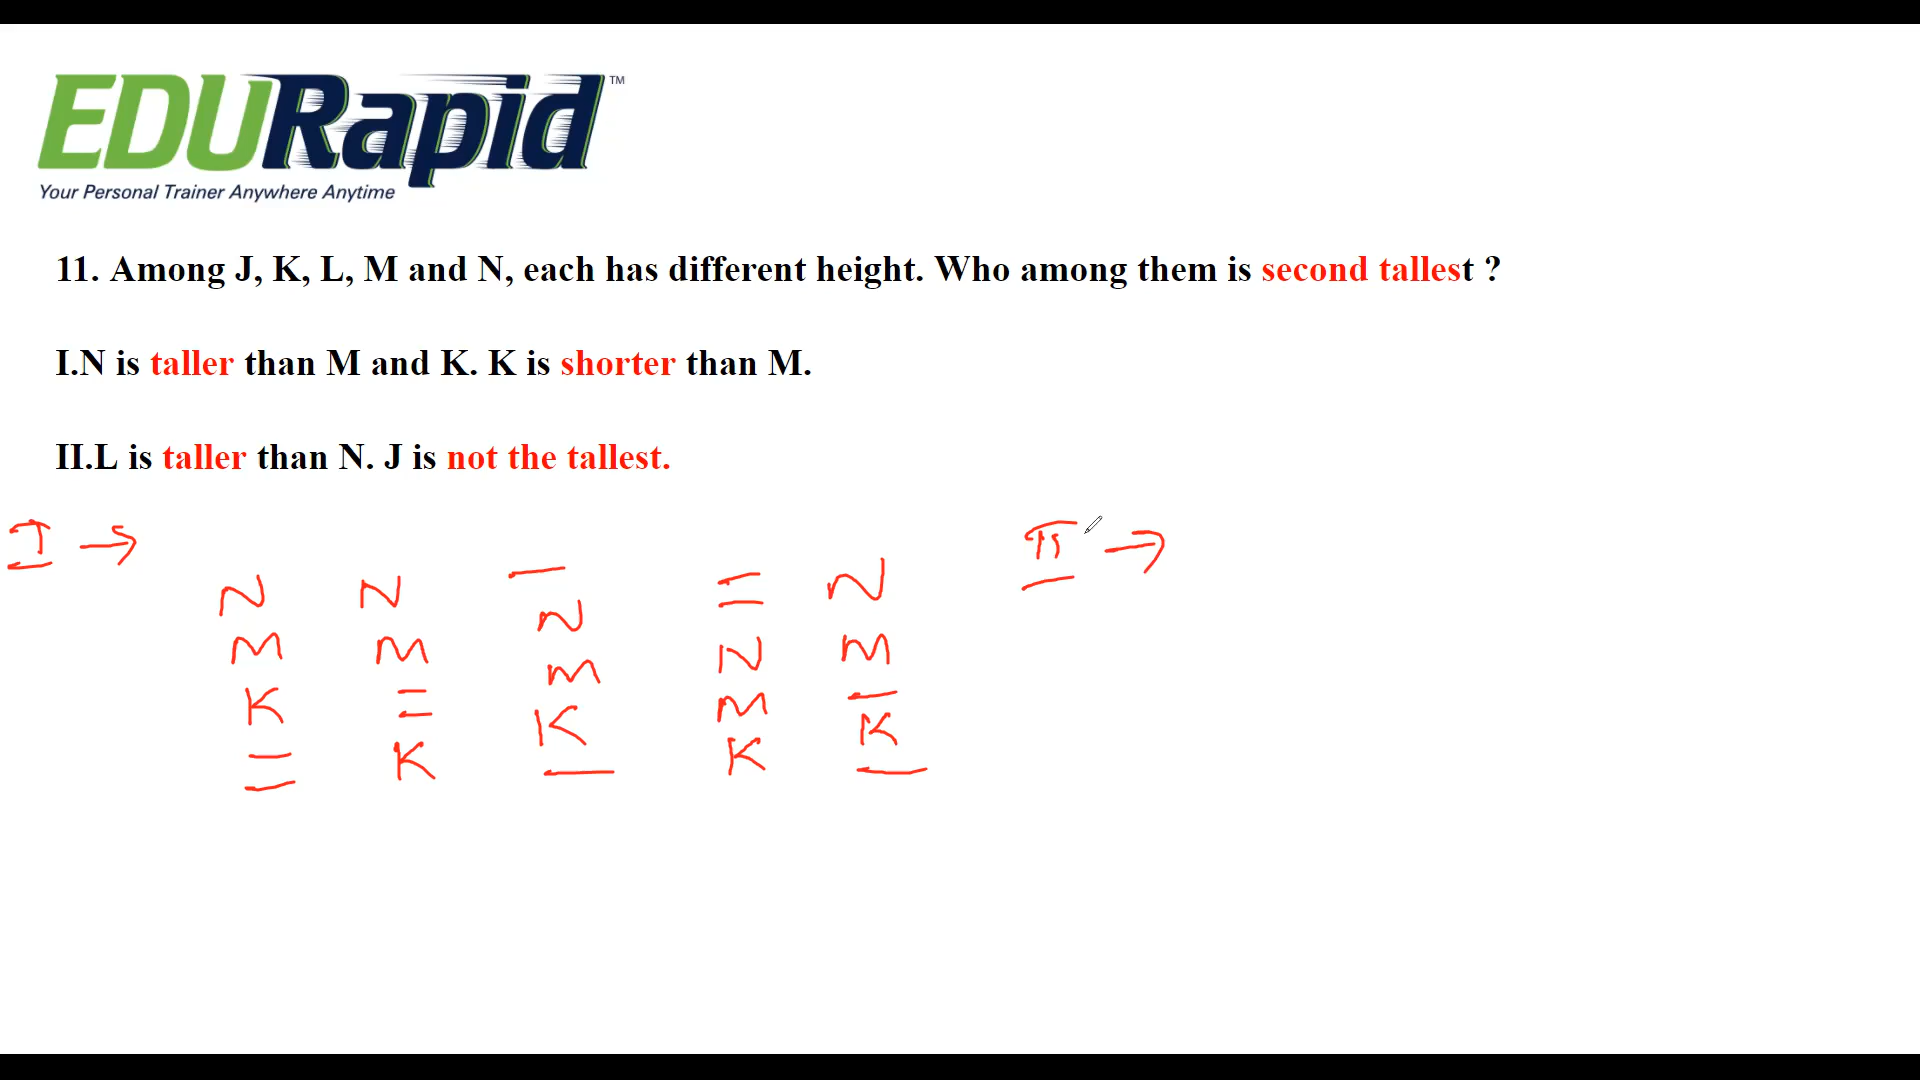 EDURapid™
Your Personal Trainer Anywhere Anytime
11. Among J, K, L, M and N, each has different height. Who among them is second tallest ?
I.N is taller than M and K. K is shorter than M.
II.L is taller than N. J is not the tallest.
I → II →
N N — = N
M M N N M
K = M M —
= K K K K
— —